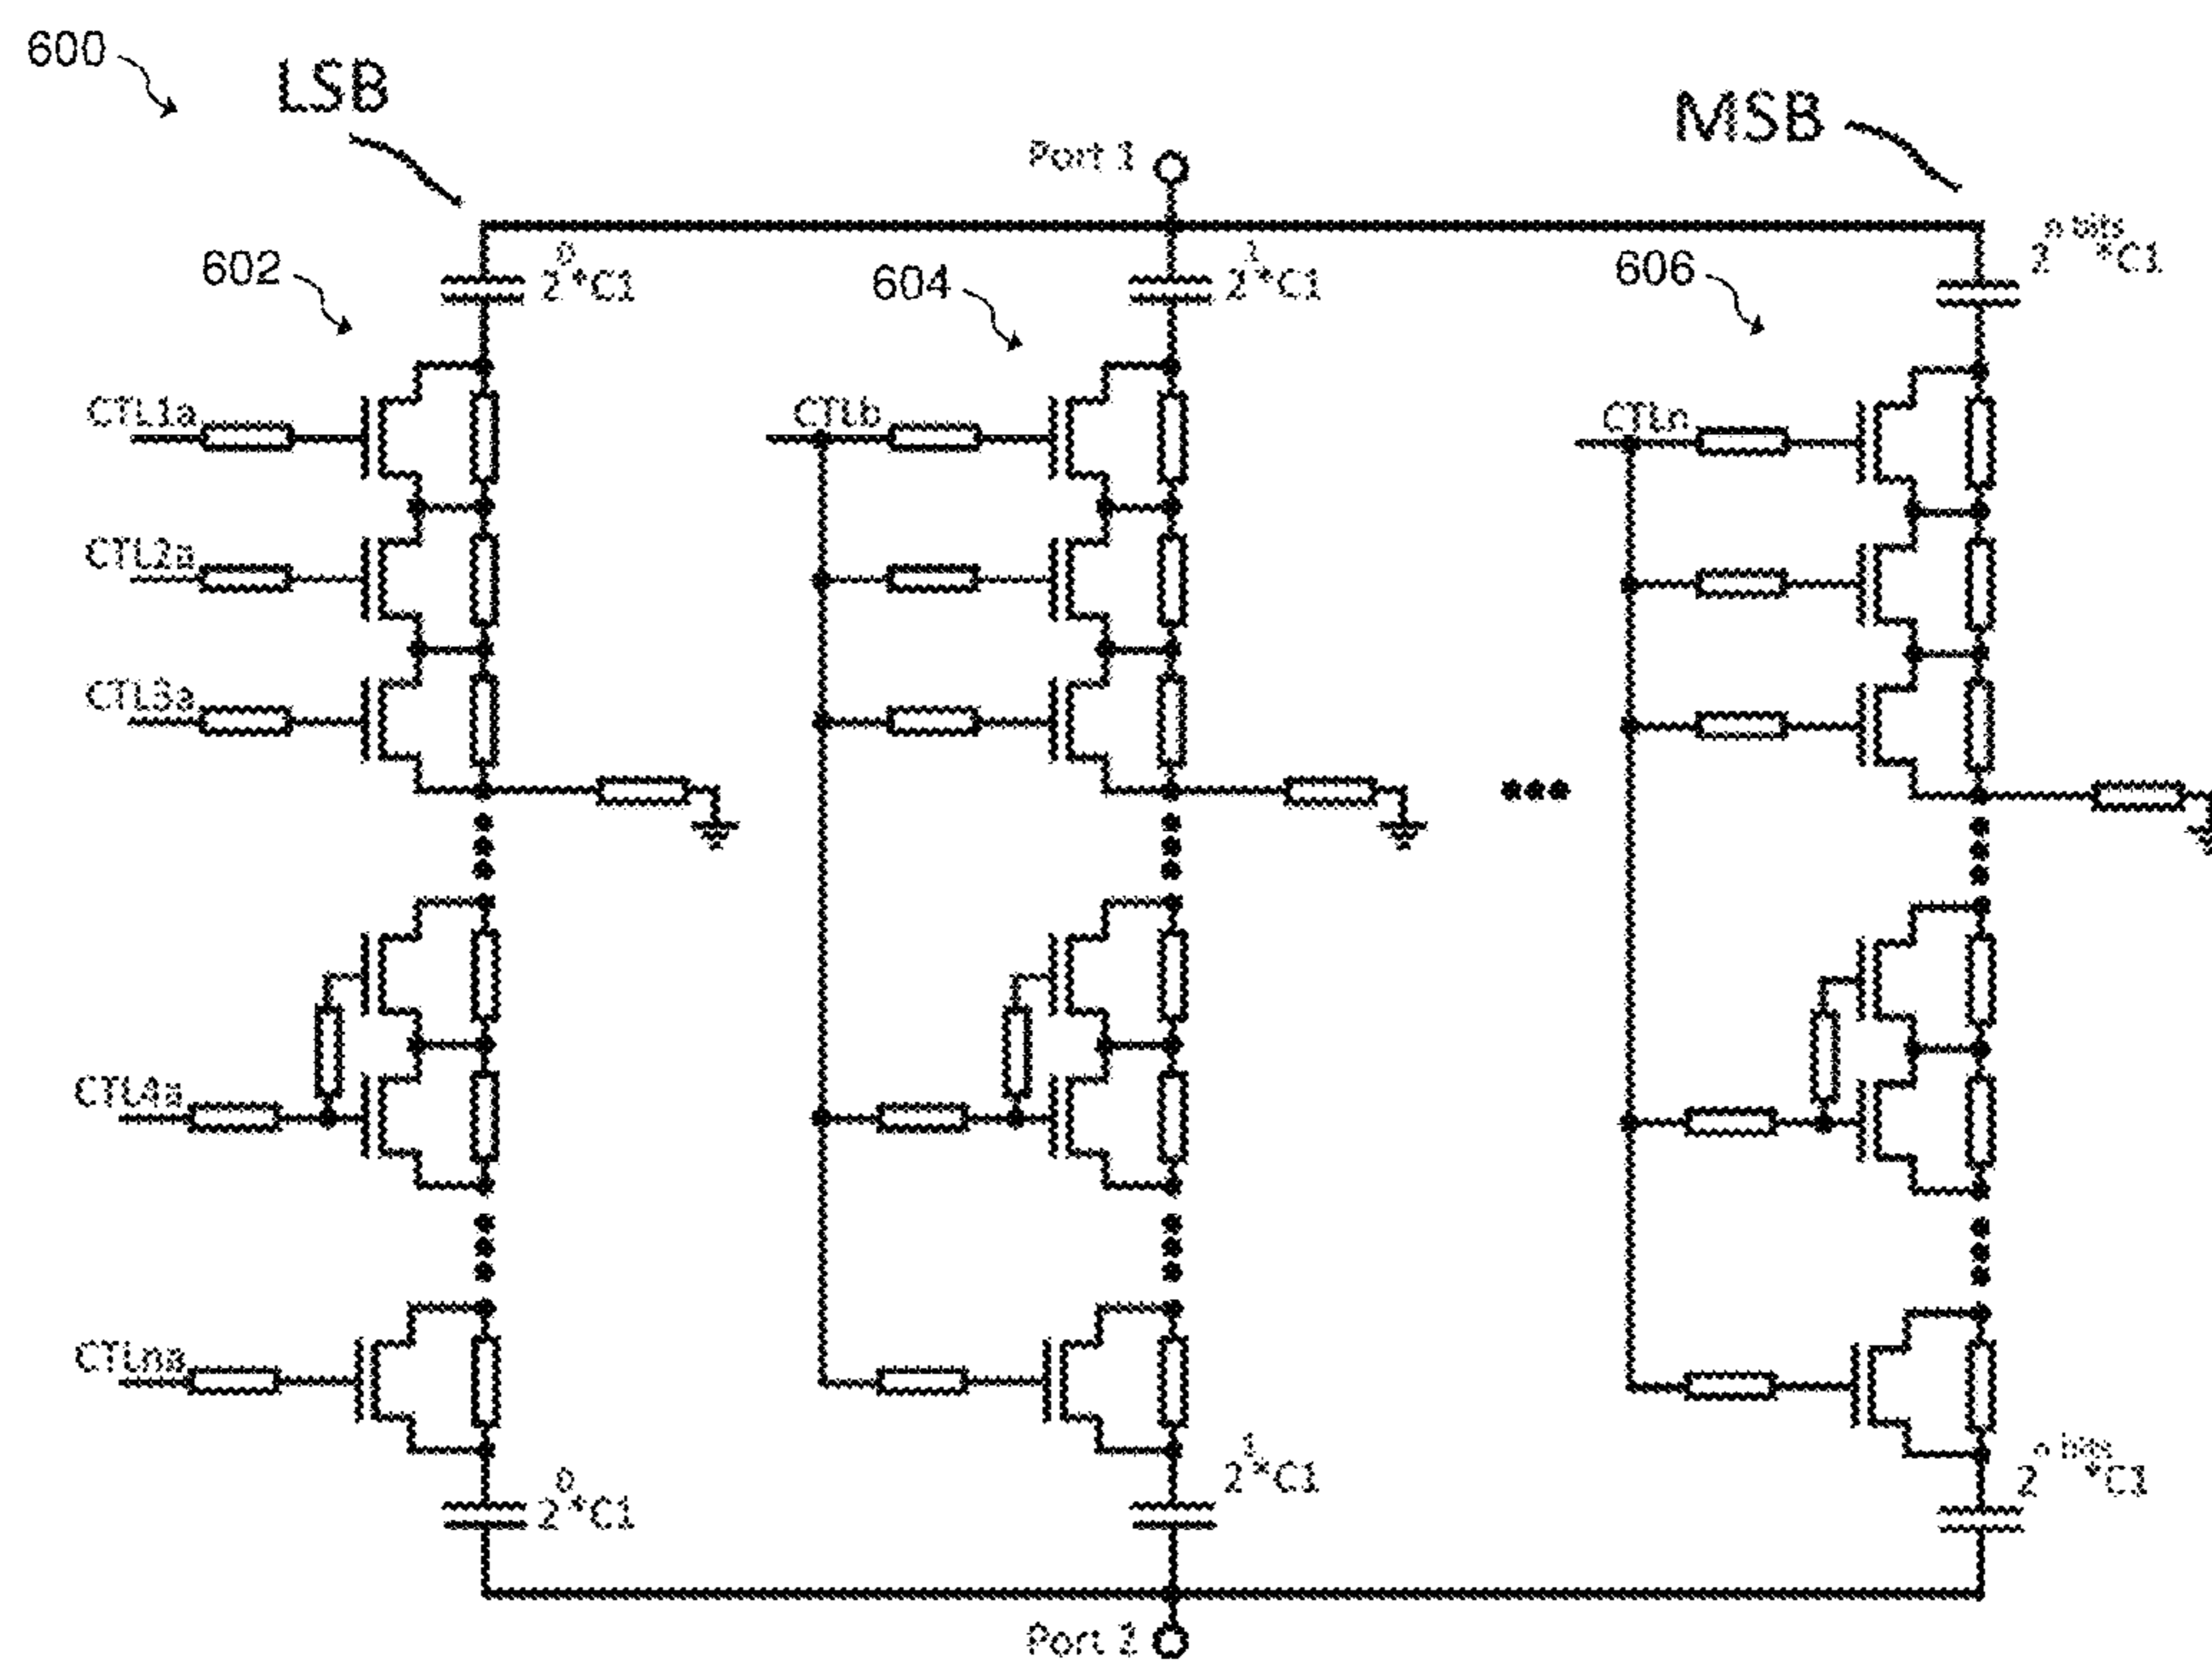 600
LSB
MSB
Port 1
602
2^0*C1
604
2^1*C1
606
2^n bits*C1
CTL1a
CTLb
CTLn
CTL2a
CTL3a
CTL4a
CTLna
2^0*C1
2^1*C1
2^n bits*C1
Port 2